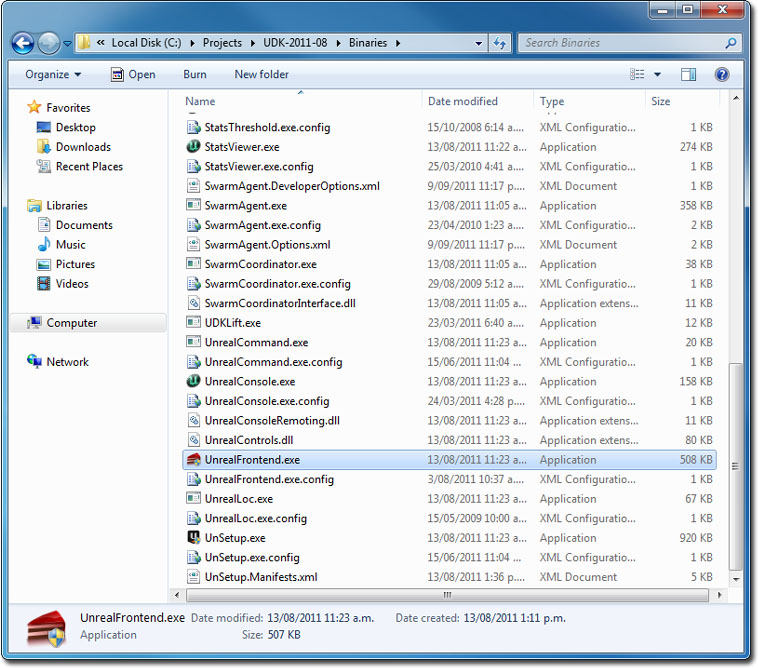 « Local Disk (C:) Projects UDK-2011-08 Binaries Search Binaries
Organize Open Burn New folder
Favorites
Desktop
Downloads
Recent Places
Libraries
Documents
Music
Pictures
Videos
Computer
Network
Name Date modified Type Size
StatsThreshold.exe.config 15/10/2008 6:14 a.... XML Configuratio... 1 KB
StatsViewer.exe 13/08/2011 11:22 a... Application 274 KB
StatsViewer.exe.config 25/03/2010 4:41 a.... XML Configuratio... 1 KB
SwarmAgent.DeveloperOptions.xml 9/09/2011 11:17 p.... XML Document 2 KB
SwarmAgent.exe 13/08/2011 11:05 a... Application 358 KB
SwarmAgent.exe.config 23/04/2010 1:23 a.... XML Configuratio... 2 KB
SwarmAgent.Options.xml 9/09/2011 11:17 p.... XML Document 2 KB
SwarmCoordinator.exe 13/08/2011 11:05 a... Application 38 KB
SwarmCoordinator.exe.config 29/08/2009 5:12 a.... XML Configuratio... 1 KB
SwarmCoordinatorInterface.dll 13/08/2011 11:05 a... Application extens... 11 KB
UDKLift.exe 23/03/2011 6:40 a.... Application 12 KB
UnrealCommand.exe 13/08/2011 11:23 a... Application 20 KB
UnrealCommand.exe.config 15/06/2011 11:04 ... XML Configuratio... 1 KB
UnrealConsole.exe 13/08/2011 11:23 a... Application 158 KB
UnrealConsole.exe.config 24/03/2011 4:28 p.... XML Configuratio... 1 KB
UnrealConsoleRemoting.dll 13/08/2011 11:23 a... Application extens... 11 KB
UnrealControls.dll 13/08/2011 11:23 a... Application extens... 80 KB
UnrealFrontend.exe 13/08/2011 11:23 a... Application 508 KB
UnrealFrontend.exe.config 3/08/2011 10:37 a.... XML Configuratio... 1 KB
UnrealLoc.exe 13/08/2011 11:23 a... Application 67 KB
UnrealLoc.exe.config 15/05/2009 10:00 a... XML Configuratio... 1 KB
UnSetup.exe 13/08/2011 11:23 a... Application 920 KB
UnSetup.exe.config 15/06/2011 11:04 ... XML Configuratio... 1 KB
UnSetup.Manifests.xml 13/08/2011 1:36 p.... XML Document 5 KB
UnrealFrontend.exe Date modified: 13/08/2011 11:23 a.m. Date created: 13/08/2011 1:11 p.m.
Application Size: 507 KB